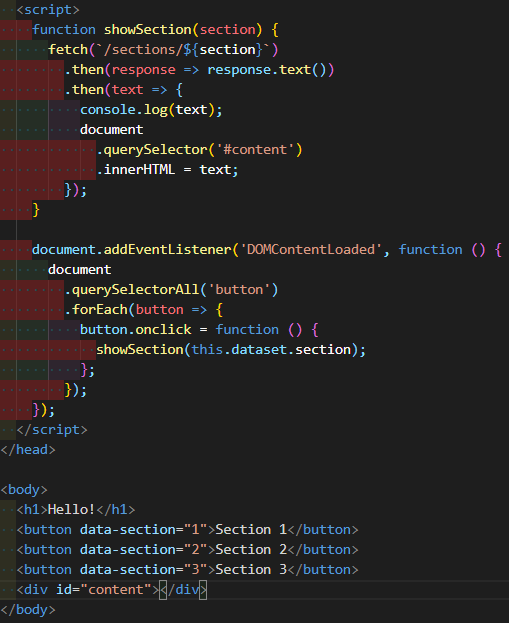 <script>
function showSection(section) {
fetch(`/sections/${section}`)
.then(response => response.text())
.then(text => {
console.log(text);
document
.querySelector('#content')
.innerHTML = text;
});
}
document.addEventListener('DOMContentLoaded', function () {
document
.querySelectorAll('button')
.forEach(button => {
button.onclick = function () {
showSection(this.dataset.section);
};
});
});
</script>
</head>
<body>
<h1>Hello!</h1>
<button data-section="1">Section 1</button>
<button data-section="2">Section 2</button>
<button data-section="3">Section 3</button>
<div id="content"></div>
</body>